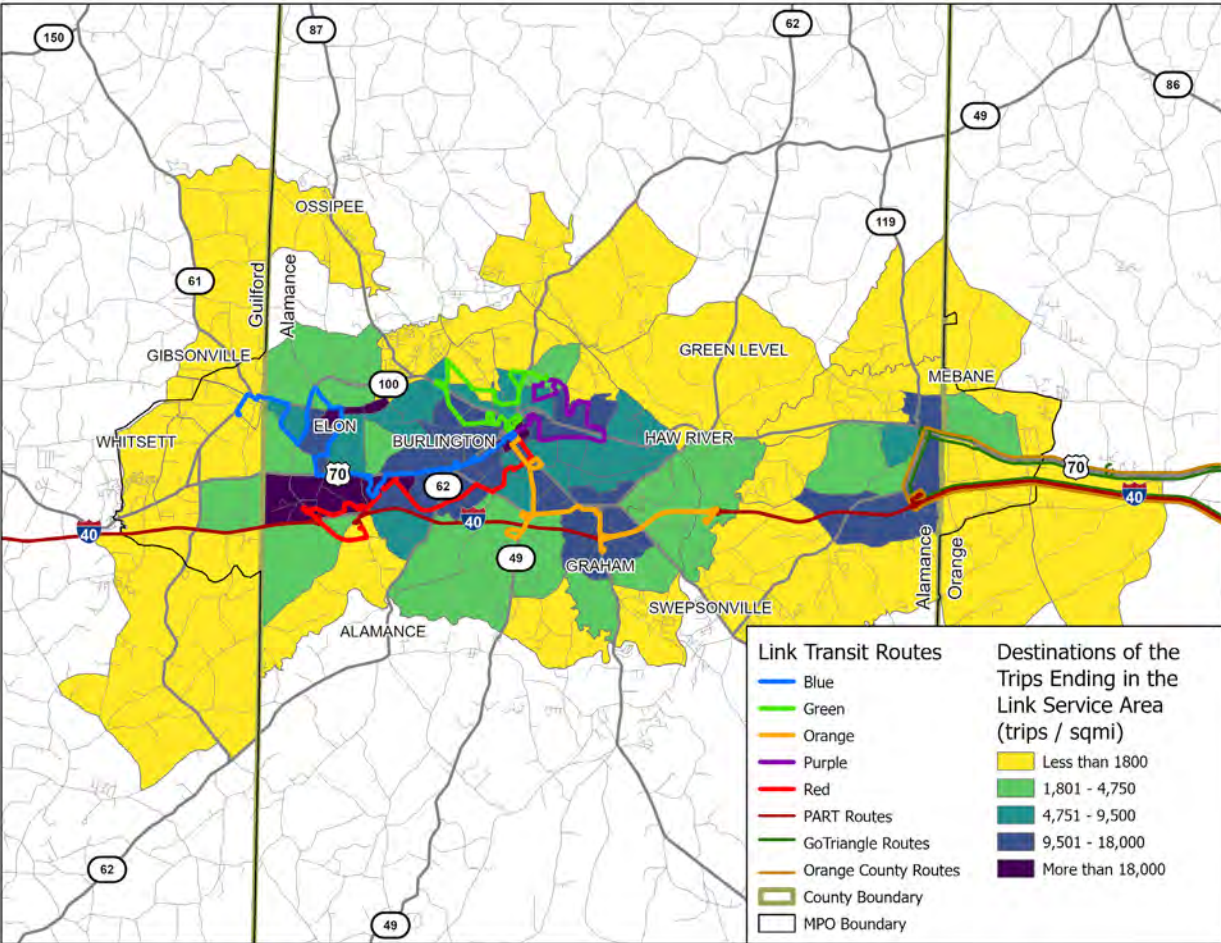 150
87
62
86
49
OSSIPEE
119
61
Guilford
Alamance
GIBSONVILLE
GREEN LEVEL
MEBANE
100
WHITSETT
ELON
BURLINGTON
HAW RIVER
70
70
62
40
40
40
49
GRAHAM
Alamance
Orange
SWEPSONVILLE
ALAMANCE
62
49
Link Transit Routes
Blue
Green
Orange
Purple
Red
PART Routes
GoTriangle Routes
Orange County Routes
County Boundary
MPO Boundary
Destinations of the
Trips Ending in the
Link Service Area
(trips / sqmi)
Less than 1800
1,801 - 4,750
4,751 - 9,500
9,501 - 18,000
More than 18,000